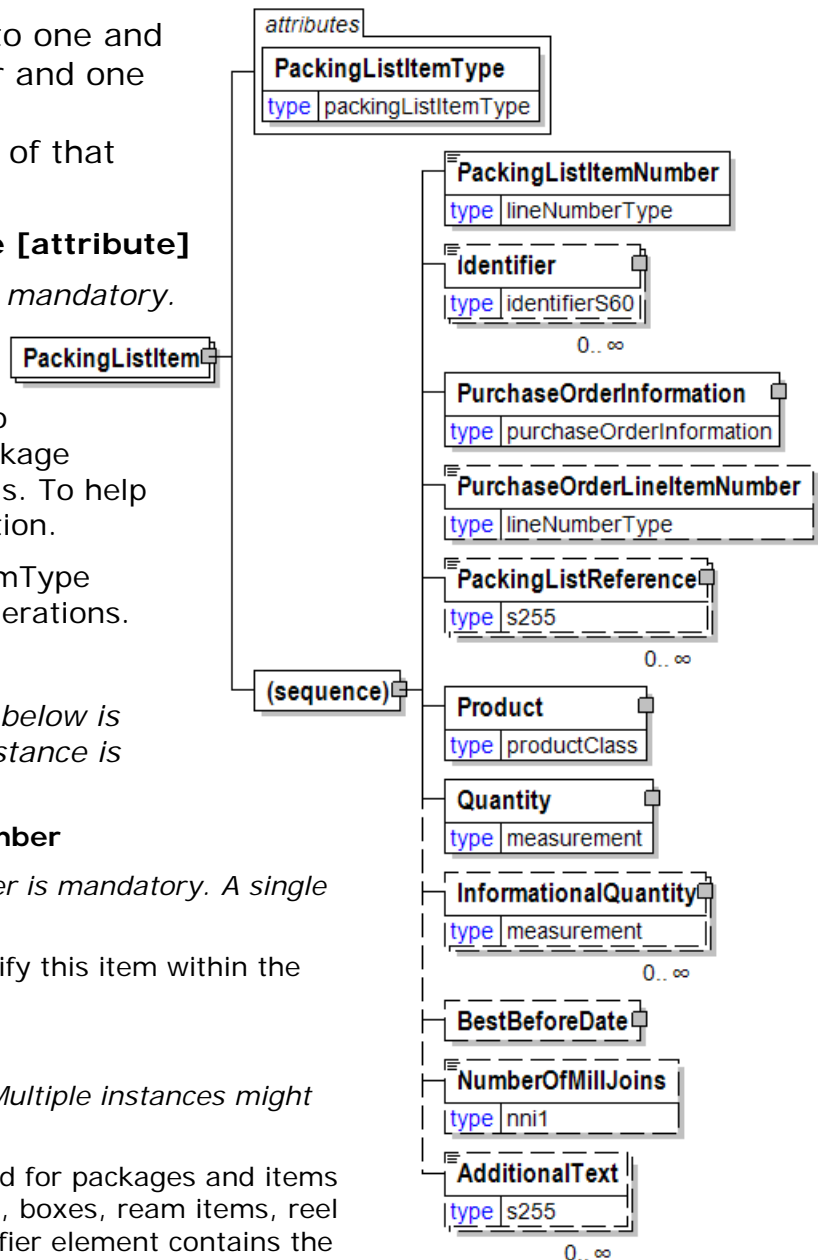 to one and
r and one
of that
e [attribute]
mandatory.
o
kage
s. To help
tion.
mType
erations.
below is
stance is
nber
er is mandatory. A single
ify this item within the
Multiple instances might
d for packages and items
, boxes, ream items, reel
fier element contains the
PackingListItem
attributes
PackingListItemType
type packingListItemType
(sequence)
PackingListItemNumber
type lineNumberType
Identifier
type identifierS60
0.. ∞
PurchaseOrderInformation
type purchaseOrderInformation
PurchaseOrderLineItemNumber
type lineNumberType
PackingListReference
type s255
0.. ∞
Product
type productClass
Quantity
type measurement
InformationalQuantity
type measurement
0.. ∞
BestBeforeDate
NumberOfMillJoins
type nni1
AdditionalText
type s255
0.. ∞